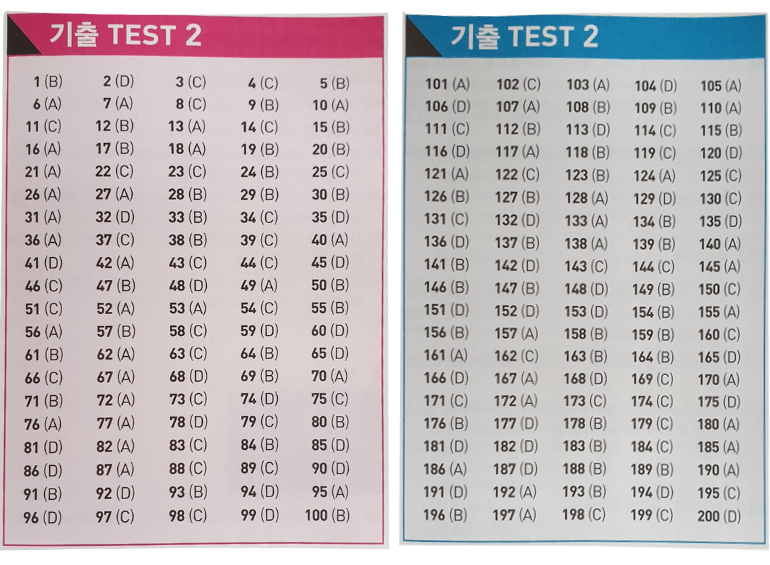 기출 TEST 2
1 (B) 2 (D) 3 (C) 4 (C) 5 (B)
6 (A) 7 (A) 8 (C) 9 (B) 10 (A)
11 (C) 12 (B) 13 (A) 14 (C) 15 (B)
16 (A) 17 (B) 18 (A) 19 (B) 20 (B)
21 (A) 22 (C) 23 (C) 24 (B) 25 (C)
26 (A) 27 (A) 28 (B) 29 (B) 30 (B)
31 (A) 32 (D) 33 (B) 34 (C) 35 (D)
36 (A) 37 (C) 38 (B) 39 (C) 40 (A)
41 (D) 42 (A) 43 (C) 44 (C) 45 (D)
46 (C) 47 (B) 48 (D) 49 (A) 50 (B)
51 (C) 52 (A) 53 (A) 54 (C) 55 (B)
56 (A) 57 (B) 58 (C) 59 (D) 60 (D)
61 (B) 62 (A) 63 (C) 64 (B) 65 (D)
66 (C) 67 (A) 68 (D) 69 (B) 70 (A)
71 (B) 72 (A) 73 (C) 74 (D) 75 (C)
76 (A) 77 (A) 78 (D) 79 (C) 80 (B)
81 (D) 82 (A) 83 (C) 84 (B) 85 (D)
86 (D) 87 (A) 88 (C) 89 (C) 90 (D)
91 (B) 92 (D) 93 (B) 94 (D) 95 (A)
96 (D) 97 (C) 98 (C) 99 (D) 100 (B)
기출 TEST 2
101 (A) 102 (C) 103 (A) 104 (D) 105 (A)
106 (D) 107 (A) 108 (B) 109 (B) 110 (A)
111 (C) 112 (B) 113 (D) 114 (C) 115 (B)
116 (D) 117 (A) 118 (B) 119 (C) 120 (D)
121 (A) 122 (C) 123 (B) 124 (A) 125 (C)
126 (B) 127 (B) 128 (A) 129 (D) 130 (C)
131 (C) 132 (D) 133 (A) 134 (B) 135 (D)
136 (D) 137 (B) 138 (A) 139 (B) 140 (A)
141 (B) 142 (D) 143 (C) 144 (C) 145 (A)
146 (B) 147 (B) 148 (D) 149 (B) 150 (C)
151 (D) 152 (D) 153 (D) 154 (B) 155 (A)
156 (B) 157 (A) 158 (B) 159 (B) 160 (C)
161 (A) 162 (C) 163 (B) 164 (B) 165 (D)
166 (D) 167 (A) 168 (D) 169 (C) 170 (A)
171 (C) 172 (A) 173 (C) 174 (C) 175 (D)
176 (B) 177 (D) 178 (B) 179 (C) 180 (A)
181 (D) 182 (D) 183 (B) 184 (C) 185 (A)
186 (A) 187 (D) 188 (B) 189 (B) 190 (A)
191 (D) 192 (A) 193 (B) 194 (D) 195 (C)
196 (B) 197 (A) 198 (C) 199 (C) 200 (D)